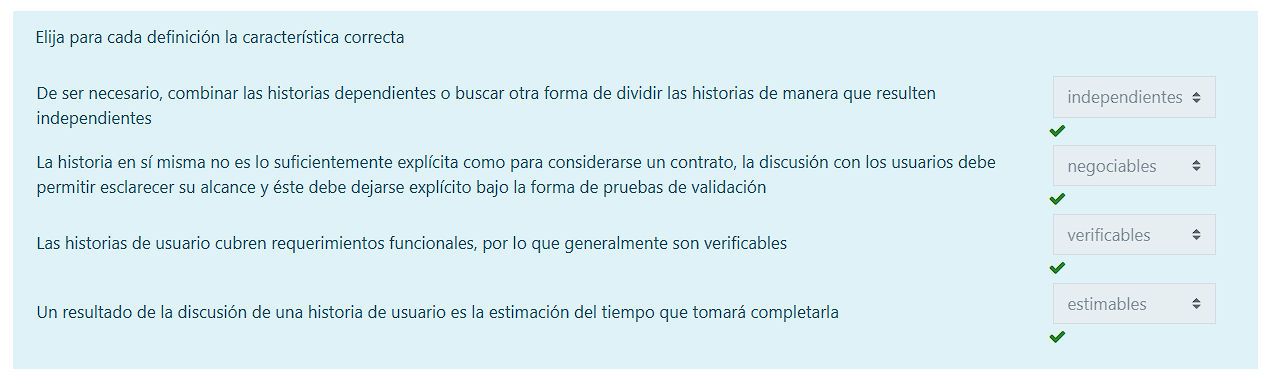 Elija para cada definición la característica correcta
De ser necesario, combinar las historias dependientes o buscar otra forma de dividir las historias de manera que resulten
independientes
independientes
La historia en sí misma no es lo suficientemente explícita como para considerarse un contrato, la discusión con los usuarios debe
permitir esclarecer su alcance y éste debe dejarse explícito bajo la forma de pruebas de validación
negociables
Las historias de usuario cubren requerimientos funcionales, por lo que generalmente son verificables
verificables
Un resultado de la discusión de una historia de usuario es la estimación del tiempo que tomará completarla
estimables